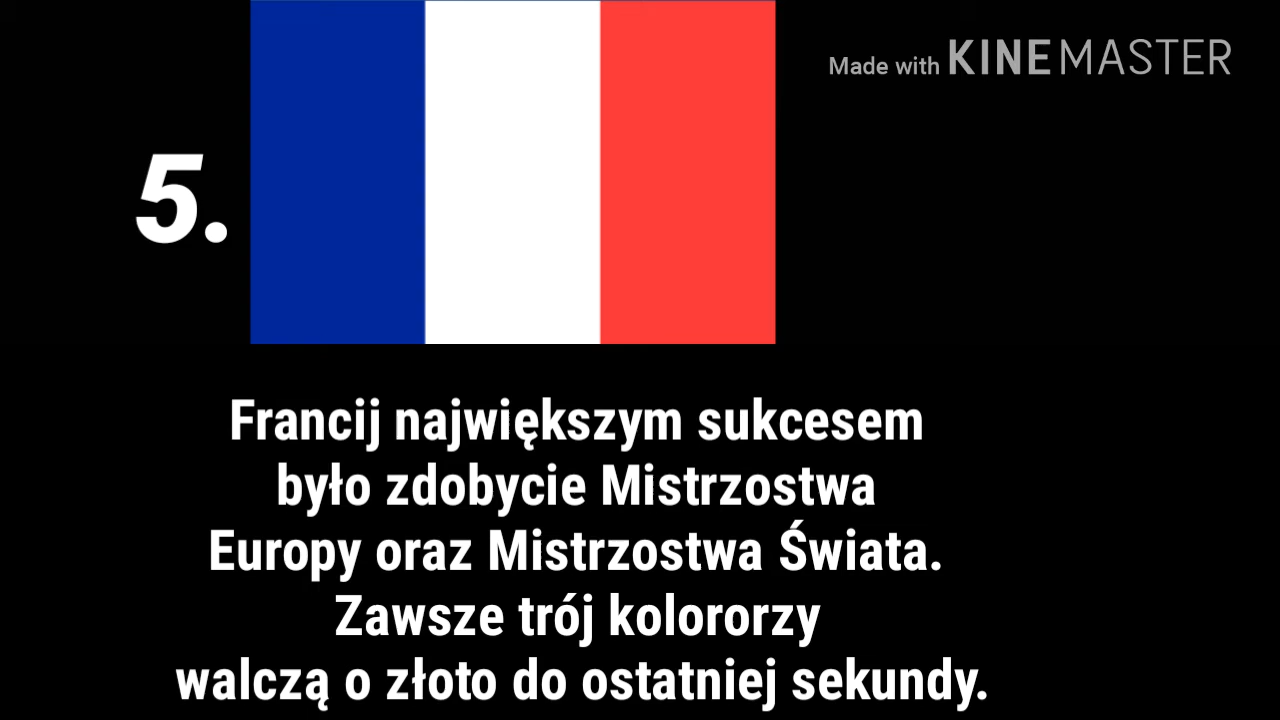 Made with KINEMASTER
5.
Francij największym sukcesem
było zdobycie Mistrzostwa
Europy oraz Mistrzostwa Świata.
Zawsze trój kolororzy
walczą o złoto do ostatniej sekundy.